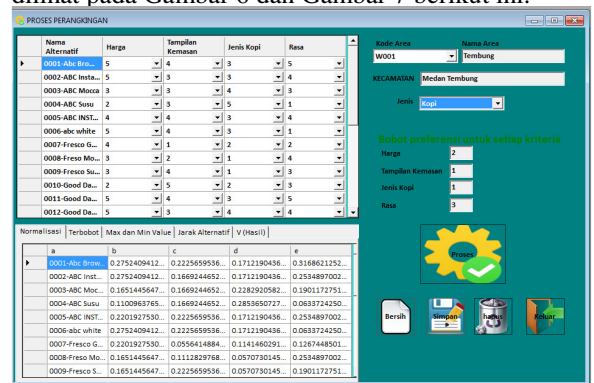 dilihat pada Gambar 6 dan Gambar 7 berikut ini:
PROSES PERANGKINGAN
Nama Alternatif Harga Tampilan Kemasan Jenis Kopi Rasa
0001-Abc Bro... 5 4 3 5
0002-ABC Insta... 5 3 3 4
0003-ABC Mocca 3 3 4 3
0004-ABC Susu 2 3 5 1
0005-ABC INST... 4 4 3 4
0006-abc white 5 4 3 1
0007-Fresco G... 4 1 2 2
0008-Freso Mo... 3 2 1 4
0009-Fresco Su... 3 4 1 3
0010-Good Da... 2 5 2 3
0011-Good Da... 5 4 3 5
0012-Good Da... 5 3 4 4
Kode Area Nama Area
W001 Tembung
KECAMATAN Medan Tembung
Jenis Kopi
Bobot preferensi untuk setiap kriteria
Harga 2
Tampilan Kemasan 1
Jenis Kopi 1
Rasa 3
Proses
Bersih Simpan hapus Keluar
Normalisasi Terbobot Max dan Min Value Jarak Alternatif V (Hasil)
a b c d e
0001-Abc Brow... 0.2752409412... 0.2225659536... 0.1712190436... 0.3168621252...
0002-ABC Inst... 0.2752409412... 0.1669244652... 0.1712190436... 0.2534897002...
0003-ABC Moc... 0.1651445647... 0.1669244652... 0.2282920582... 0.1901172751...
0004-ABC Susu 0.1100963765... 0.1669244652... 0.2853650727... 0.0633724250...
0005-ABC INST... 0.2201927530... 0.2225659536... 0.1712190436... 0.2534897002...
0006-abc white 0.2752409412... 0.2225659536... 0.1712190436... 0.0633724250...
0007-Fresco G... 0.2201927530... 0.0556414884... 0.1141460291... 0.1267448501...
0008-Freso Mo... 0.1651445647... 0.1112829768... 0.0570730145... 0.2534897002...
0009-Fresco S... 0.1651445647... 0.2225659536... 0.0570730145... 0.1901172751...